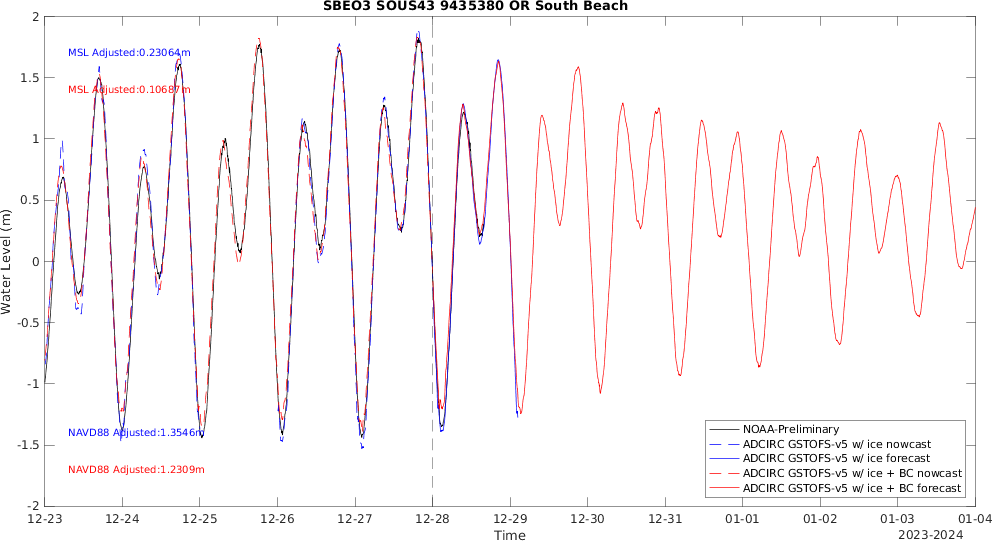 SBEO3 SOUS43 9435380 OR South Beach
2
1.5
1
0.5
0
-0.5
-1
-1.5
-2
Water Level (m)
MSL Adjusted:0.23064m
MSL Adjusted:0.10687m
NAVD88 Adjusted:1.3546m
NAVD88 Adjusted:1.2309m
NOAA-Preliminary
ADCIRC GSTOFS-v5 w/ ice nowcast
ADCIRC GSTOFS-v5 w/ ice forecast
ADCIRC GSTOFS-v5 w/ ice + BC nowcast
ADCIRC GSTOFS-v5 w/ ice + BC forecast
12-23 12-24 12-25 12-26 12-27 12-28 12-29 12-30 12-31 01-01 01-02 01-03 01-04
Time
2023-2024